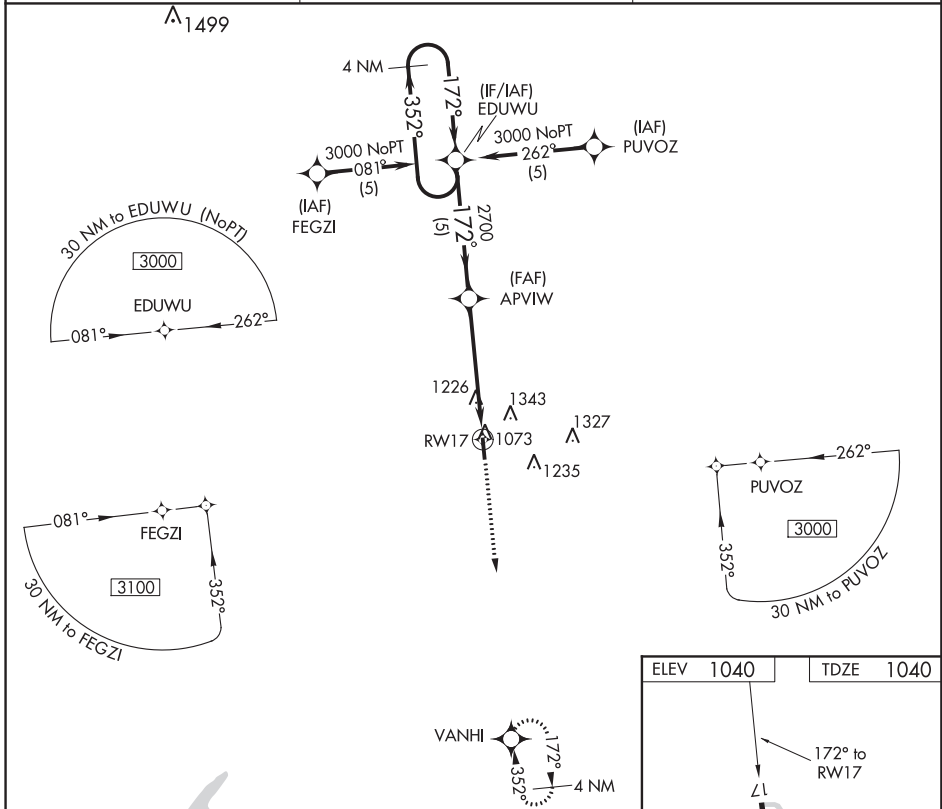 1499
4 NM
352°
172°
(IF/IAF)
EDUWU
3000 NoPT
081°
(5)
(IAF)
FEGZI
3000 NoPT
262°
(5)
(IAF)
PUVOZ
2700
172°
(5)
(FAF)
APVIW
30 NM to EDUWU (NoPT)
3000
EDUWU
081°
262°
1226
1343
1327
RW17
1073
1235
081°
FEGZI
3100
352°
30 NM to FEGZI
262°
PUVOZ
3000
352°
30 NM to PUVOZ
VANHI
172°
352°
4 NM
ELEV 1040
TDZE 1040
172° to
RW17
17